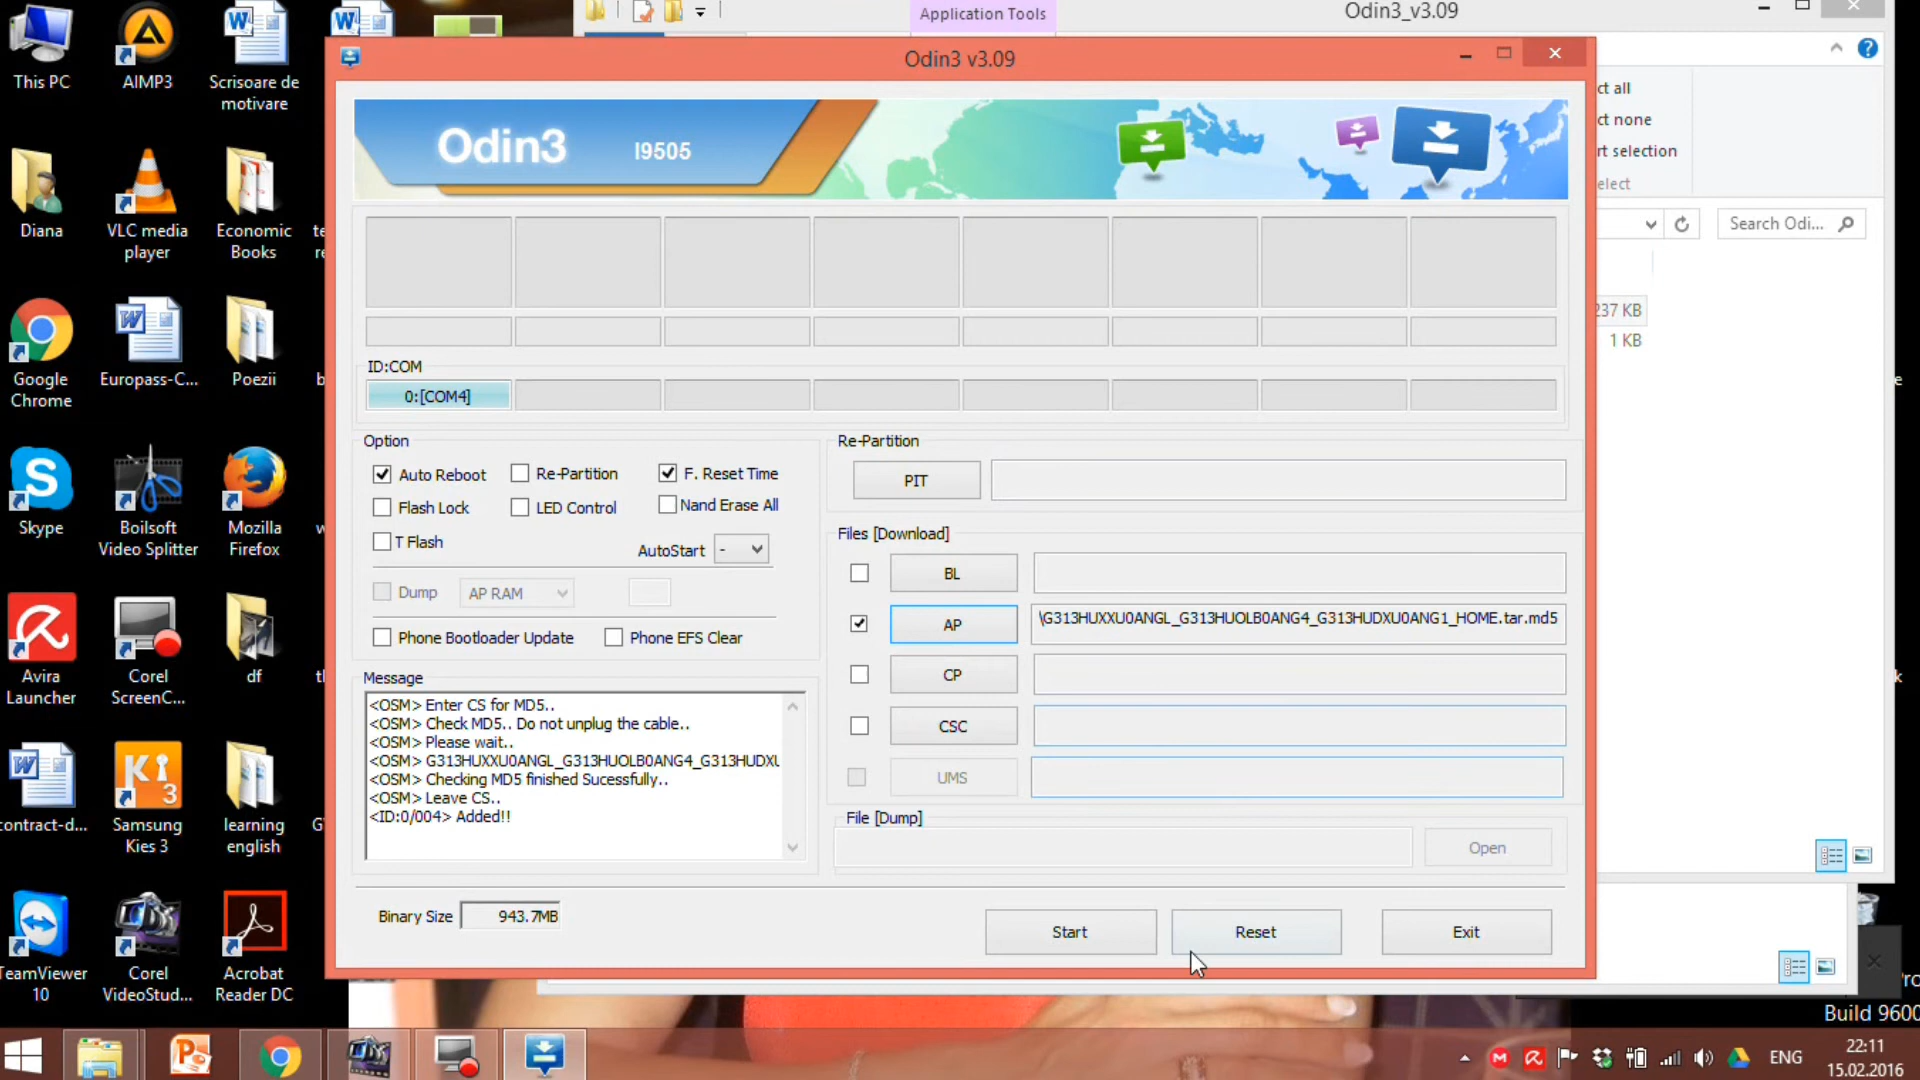 Application Tools
Odin3_v3.09
This PC
AIMP3
Scrisoare de
motivare
Odin3 v3.09
ct all
ct none
rt selection
elect
Odin3
I9505
Diana
VLC media
player
Economic
Books
Search Odi...
237 KB
1 KB
ID:COM
0:[COM4]
Google
Chrome
Europass-C...
Poezii
Option
Auto Reboot
Re-Partition
F. Reset Time
Flash Lock
LED Control
Nand Erase All
T Flash
AutoStart
-
Dump
AP RAM
Phone Bootloader Update
Phone EFS Clear
Re-Partition
PIT
Files [Download]
BL
AP
\G313HUXXU0ANGL_G313HUOLB0ANG4_G313HUDXU0ANG1_HOME.tar.md5
CP
CSC
UMS
Skype
Boilsoft
Video Splitter
Mozilla
Firefox
Avira
Launcher
Corel
ScreenC...
df
Message
<OSM> Enter CS for MD5..
<OSM> Check MD5.. Do not unplug the cable..
<OSM> Please wait..
<OSM> G313HUXXU0ANGL_G313HUOLB0ANG4_G313HUDXU
<OSM> Checking MD5 finished Sucessfully..
<OSM> Leave CS..
<ID:0/004> Added!!
File [Dump]
Open
contract-d...
Ki
3
Samsung
Kies 3
learning
english
Binary Size
943.7MB
Start
Reset
Exit
TeamViewer
10
Corel
VideoStud...
Acrobat
Reader DC
Build 9600
ENG
22:11
15.02.2016